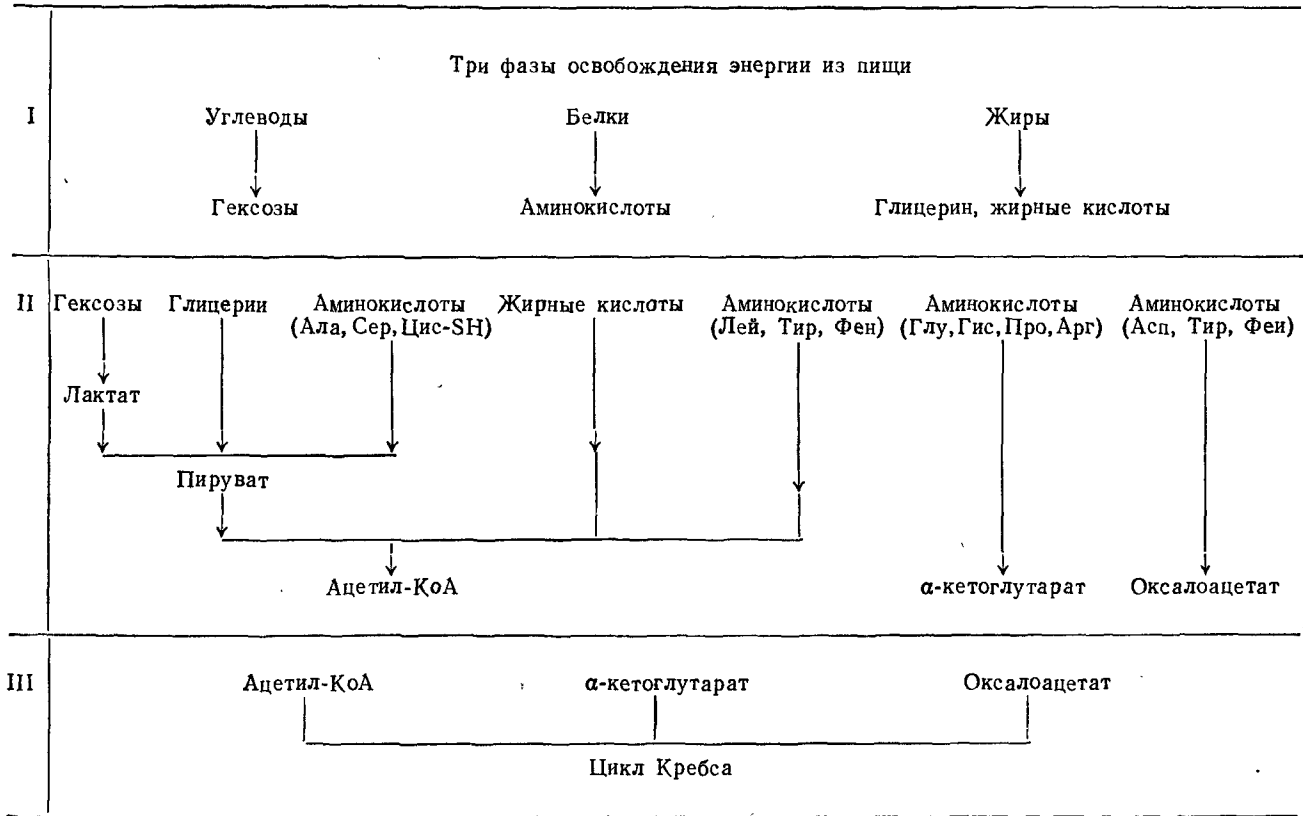 Три фазы освобождения энергии из пищи
I Углеводы Белки Жиры
Гексозы Аминокислоты Глицерин, жирные кислоты
II Гексозы Глицерии Аминокислоты Жирные кислоты Аминокислоты Аминокислоты Аминокислоты
(Ала, Сер, Цис-SH) (Лей, Тир, Фен) (Глу, Гис, Про, Арг) (Асп, Тир, Феи)
Лактат
Пируват
Ацетил-КоА α-кетоглутарат Оксалоацетат
III Ацетил-КоА α-кетоглутарат Оксалоацетат
Цикл Кребса